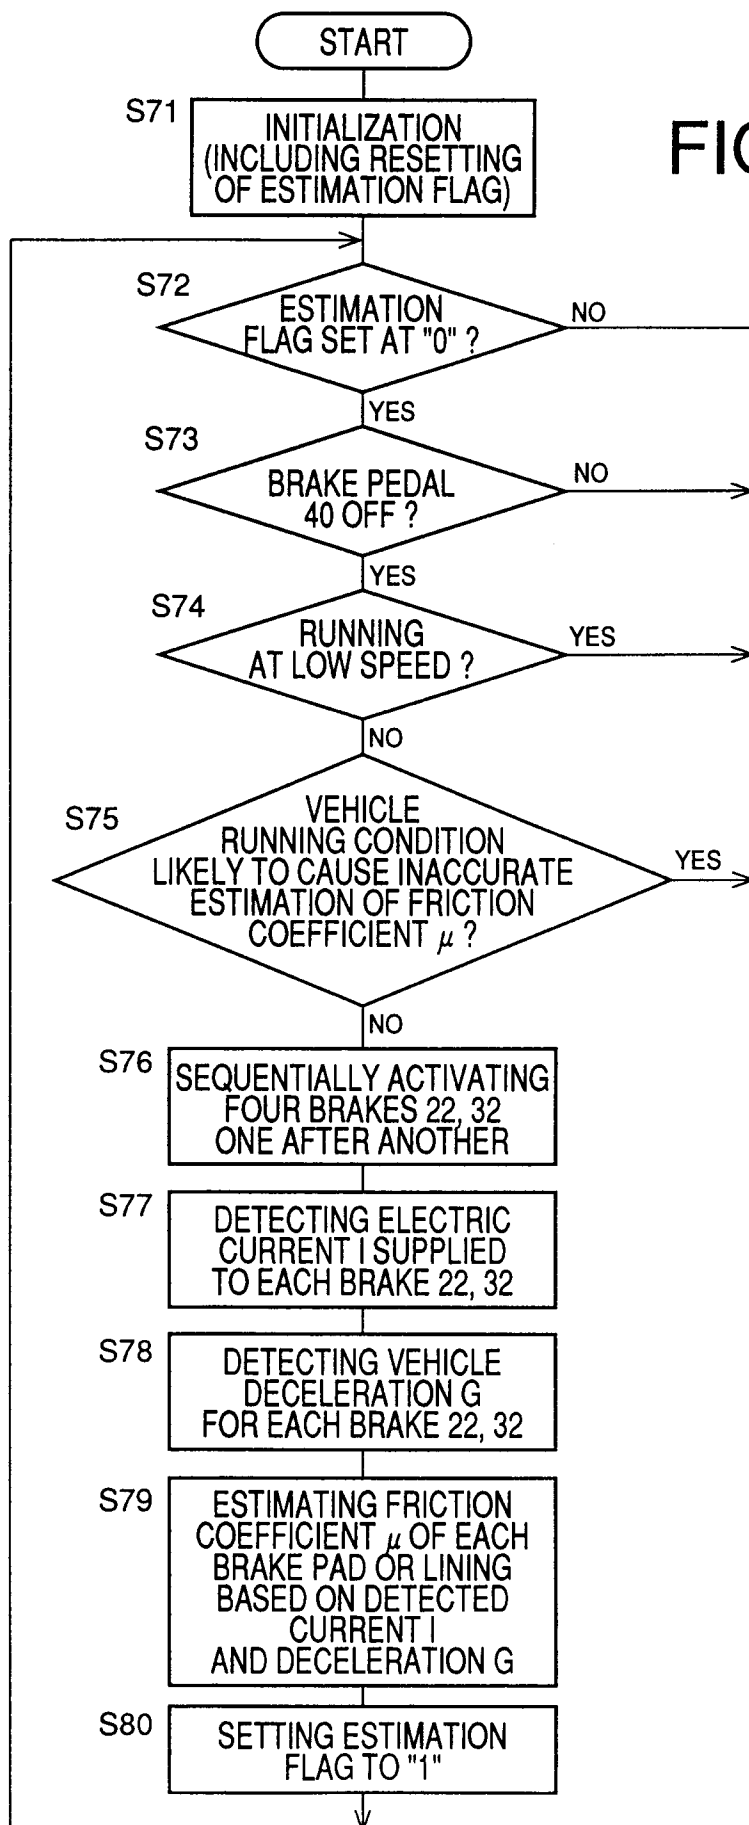 START
S71
INITIALIZATION
(INCLUDING RESETTING
OF ESTIMATION FLAG)
FIG
S72
ESTIMATION
FLAG SET AT "0" ?
NO
YES
S73
BRAKE PEDAL
40 OFF ?
NO
YES
S74
RUNNING
AT LOW SPEED ?
YES
NO
S75
VEHICLE
RUNNING CONDITION
LIKELY TO CAUSE INACCURATE
ESTIMATION OF FRICTION
COEFFICIENT μ ?
YES
NO
S76
SEQUENTIALLY ACTIVATING
FOUR BRAKES 22, 32
ONE AFTER ANOTHER
S77
DETECTING ELECTRIC
CURRENT I SUPPLIED
TO EACH BRAKE 22, 32
S78
DETECTING VEHICLE
DECELERATION G
FOR EACH BRAKE 22, 32
S79
ESTIMATING FRICTION
COEFFICIENT μ OF EACH
BRAKE PAD OR LINING
BASED ON DETECTED
CURRENT I
AND DECELERATION G
S80
SETTING ESTIMATION
FLAG TO "1"